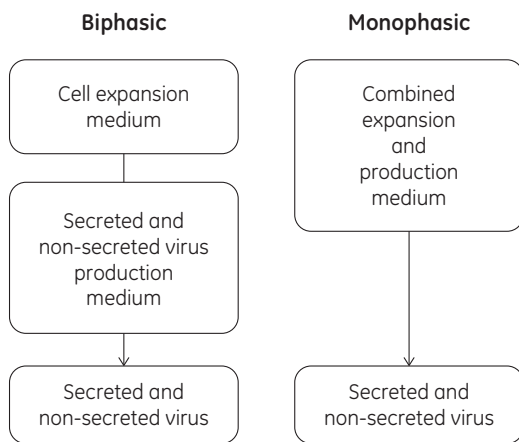 Biphasic
Cell expansion
medium
Secreted and
non-secreted virus
production
medium
Secreted and
non-secreted virus
Monophasic
Combined
expansion
and
production
medium
Secreted and
non-secreted virus